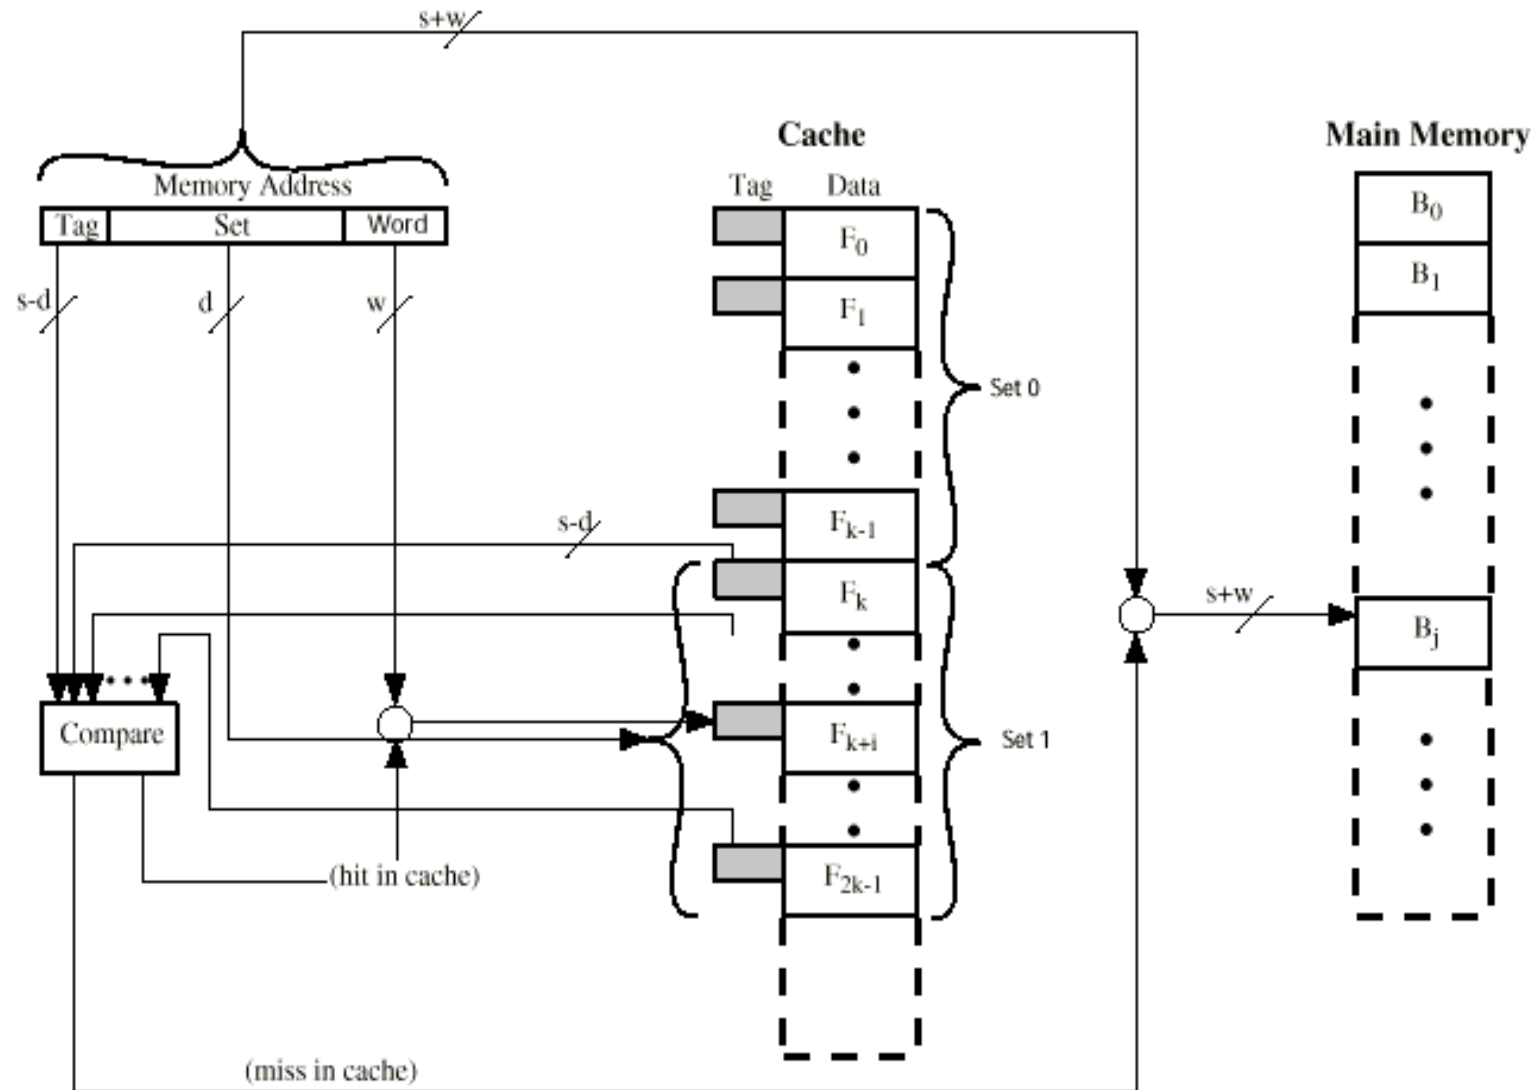 s+w
Cache
Main Memory
Memory Address
Tag Data
Tag Set Word
F0
B0
B1
s-d
d
w
F1
Set 0
s-d
Fk-1
Fk
s+w
Bj
Compare
Fk+i
Set 1
(hit in cache)
F2k-1
(miss in cache)